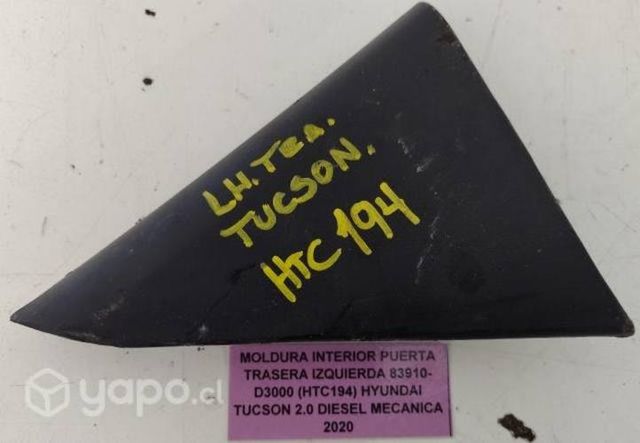 LH. TRA.
TUCSON.
HTC 194
MOLDURA INTERIOR PUERTA
TRASERA IZQUIERDA 83910-
D3000 (HTC194) HYUNDAI
TUCSON 2.0 DIESEL MECANICA
2020
yapo.cl